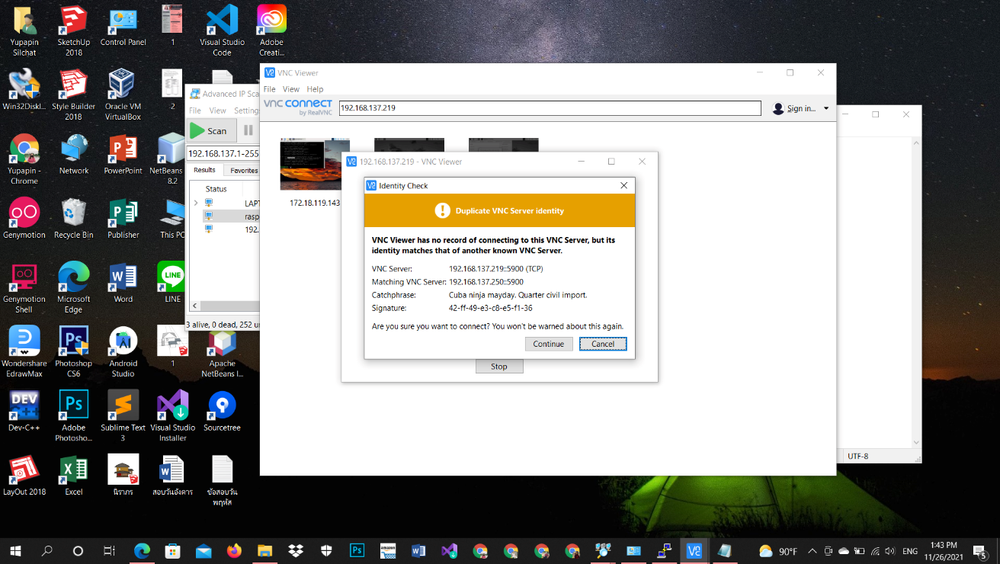 Yupapin
Silchat
SketchUp
2018
Control Panel
1
Visual Studio
Code
Adobe
Creati...
Win32Diskl...
Style Builder
2018
Oracle VM
VirtualBox
2
Yupapin -
Chrome
Network
PowerPoint
NetBeans
8.2
Genymotion
Recycle Bin
Publisher
This PC
Genymotion
Shell
Microsoft
Edge
Word
LINE
LINE
Wondershare
EdrawMax
Photoshop
CS6
Android
Studio
1
Apache
NetBeans I...
DEV
Dev-C++
Adobe
Photosho...
Sublime Text
3
Visual Studio
Installer
Sourcetree
LayOut 2018
Excel
นิราภร
สอบวันอังคาร
ข้อสอบวัน
พฤหัส
Advanced IP Sca
File View Settings
Scan
192.168.137.1-255
Results Favorites
Status
LAPT
rasp
192.
3 alive, 0 dead, 252 un
VNC Viewer
File View Help
VNC CONNECT
by RealVNC
192.168.137.219
Sign in...
172.18.119.143
192.168.137.219 - VNC Viewer
Identity Check
Duplicate VNC Server identity
VNC Viewer has no record of connecting to this VNC Server, but its
identity matches that of another known VNC Server.
VNC Server: 192.168.137.219::5900 (TCP)
Matching VNC Server: 192.168.137.250::5900
Catchphrase: Cuba ninja mayday. Quarter civil import.
Signature: 42-ff-49-e3-c8-e5-f1-36
Are you sure you want to connect? You won't be warned about this again.
Continue Cancel
Stop
UTF-8
90°F
ENG
1:43 PM
11/26/2021
5